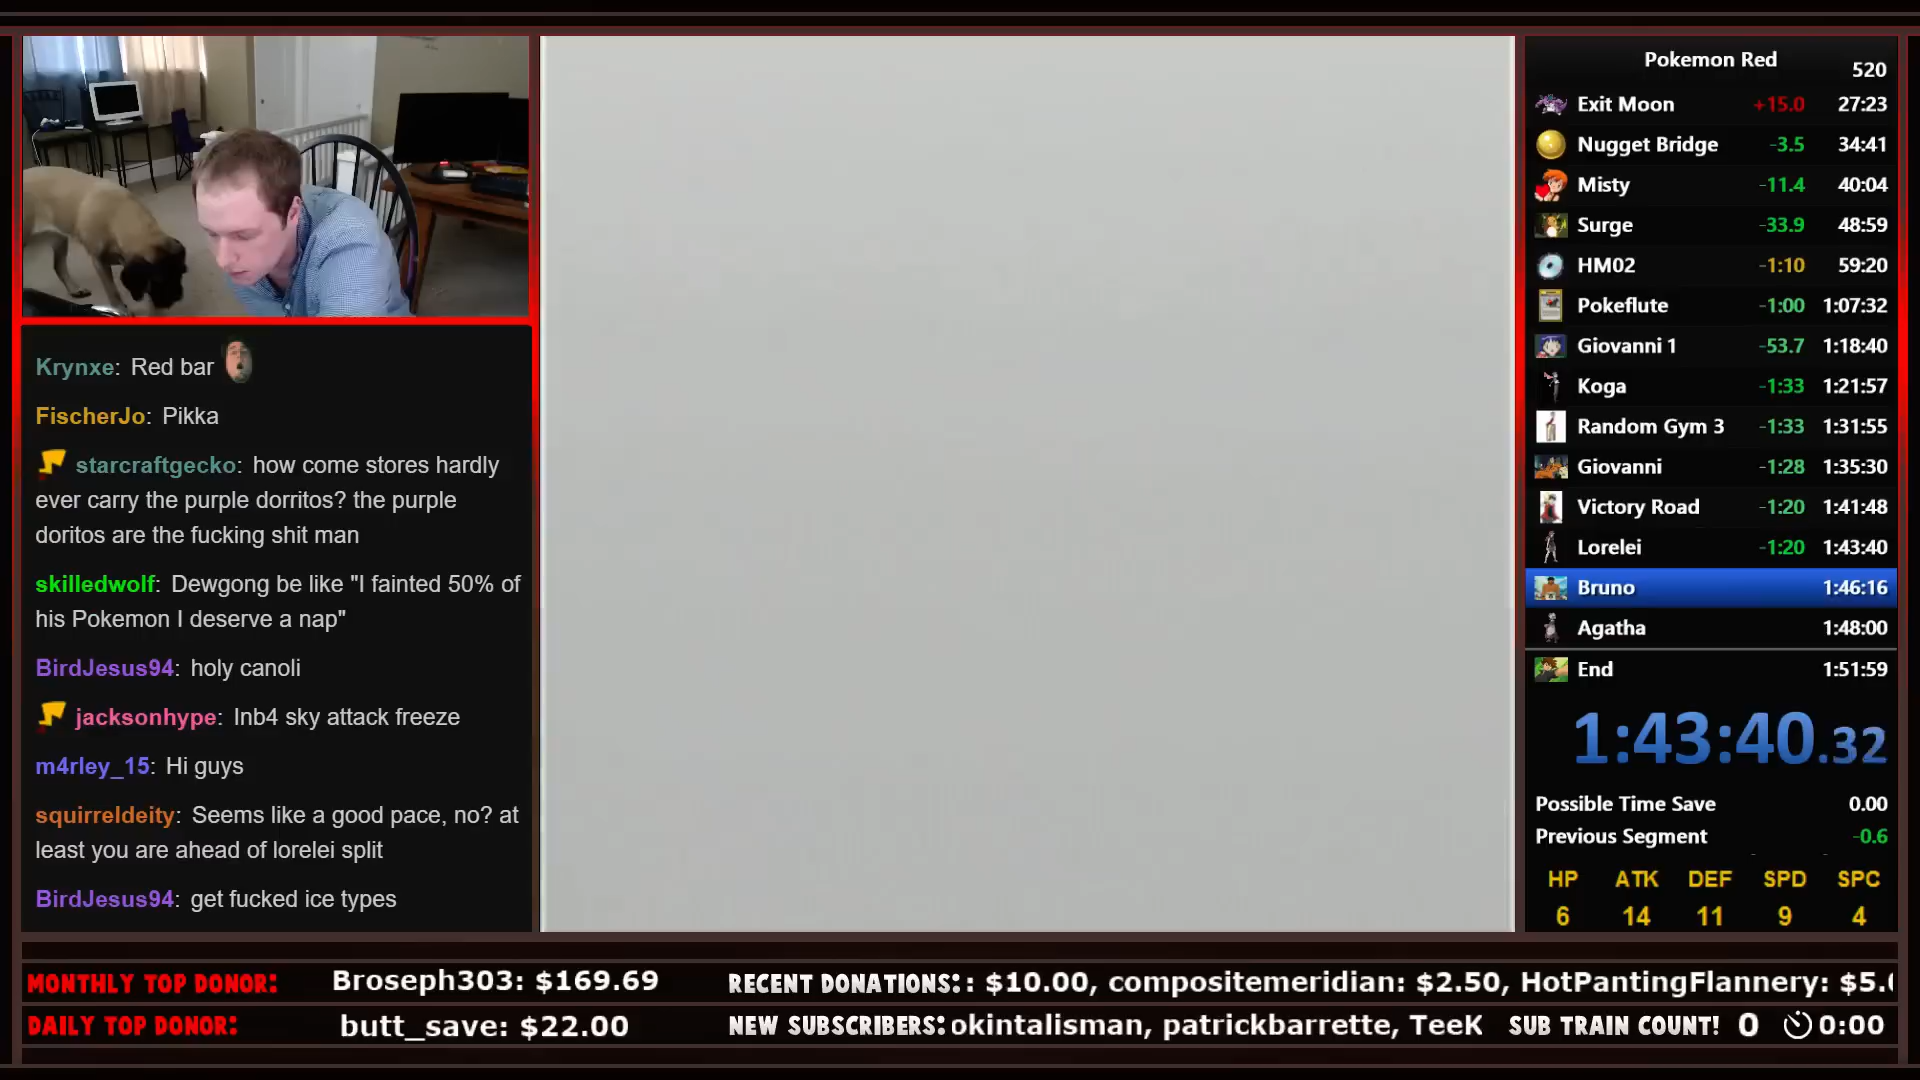 Krynxe: Red bar
FischerJo: Pikka
starcraftgecko: how come stores hardly
ever carry the purple dorritos? the purple
doritos are the fucking shit man
skilledwolf: Dewgong be like "I fainted 50% of
his Pokemon I deserve a nap"
BirdJesus94: holy canoli
jacksonhype: Inb4 sky attack freeze
m4rley_15: Hi guys
squirreldeity: Seems like a good pace, no? at
least you are ahead of lorelei split
BirdJesus94: get fucked ice types
Pokemon Red 520
Exit Moon +15.0 27:23
Nugget Bridge -3.5 34:41
Misty -11.4 40:04
Surge -33.9 48:59
HM02 -1:10 59:20
Pokeflute -1:00 1:07:32
Giovanni 1 -53.7 1:18:40
Koga -1:33 1:21:57
Random Gym 3 -1:33 1:31:55
Giovanni -1:28 1:35:30
Victory Road -1:20 1:41:48
Lorelei -1:20 1:43:40
Bruno 1:46:16
Agatha 1:48:00
End 1:51:59
1:43:40.32
Possible Time Save 0.00
Previous Segment -0.6
HP ATK DEF SPD SPC
6 14 11 9 4
MONTHLY TOP DONOR: Broseph303: $169.69
RECENT DONATIONS: : $10.00, compositemeridian: $2.50, HotPantingFlannery: $5.
DAILY TOP DONOR: butt_save: $22.00
NEW SUBSCRIBERS: okintalisman, patrickbarrette, TeeK
SUB TRAIN COUNT! 0 0:00